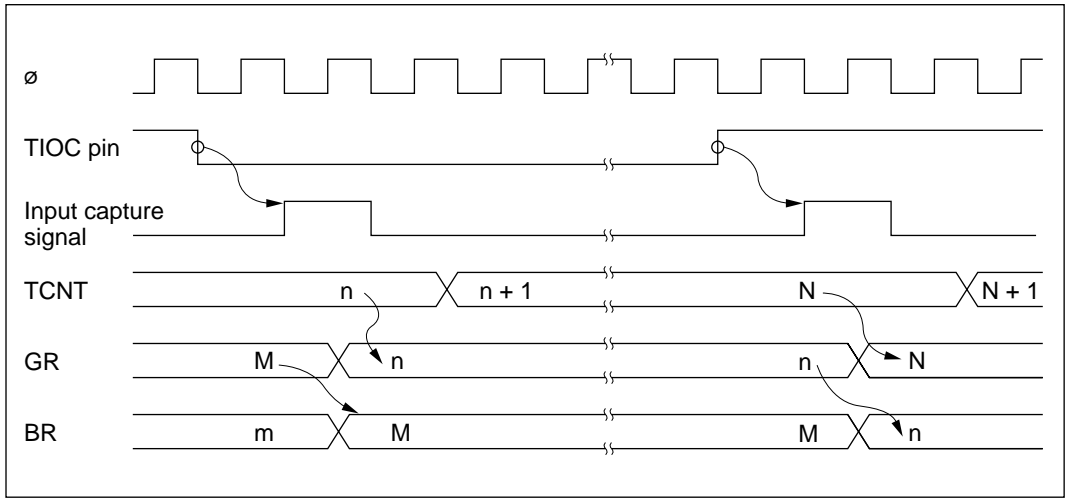 ø
TIOC pin
Input capture
signal
TCNT n n + 1 N N + 1
GR M n n N
BR m M M n